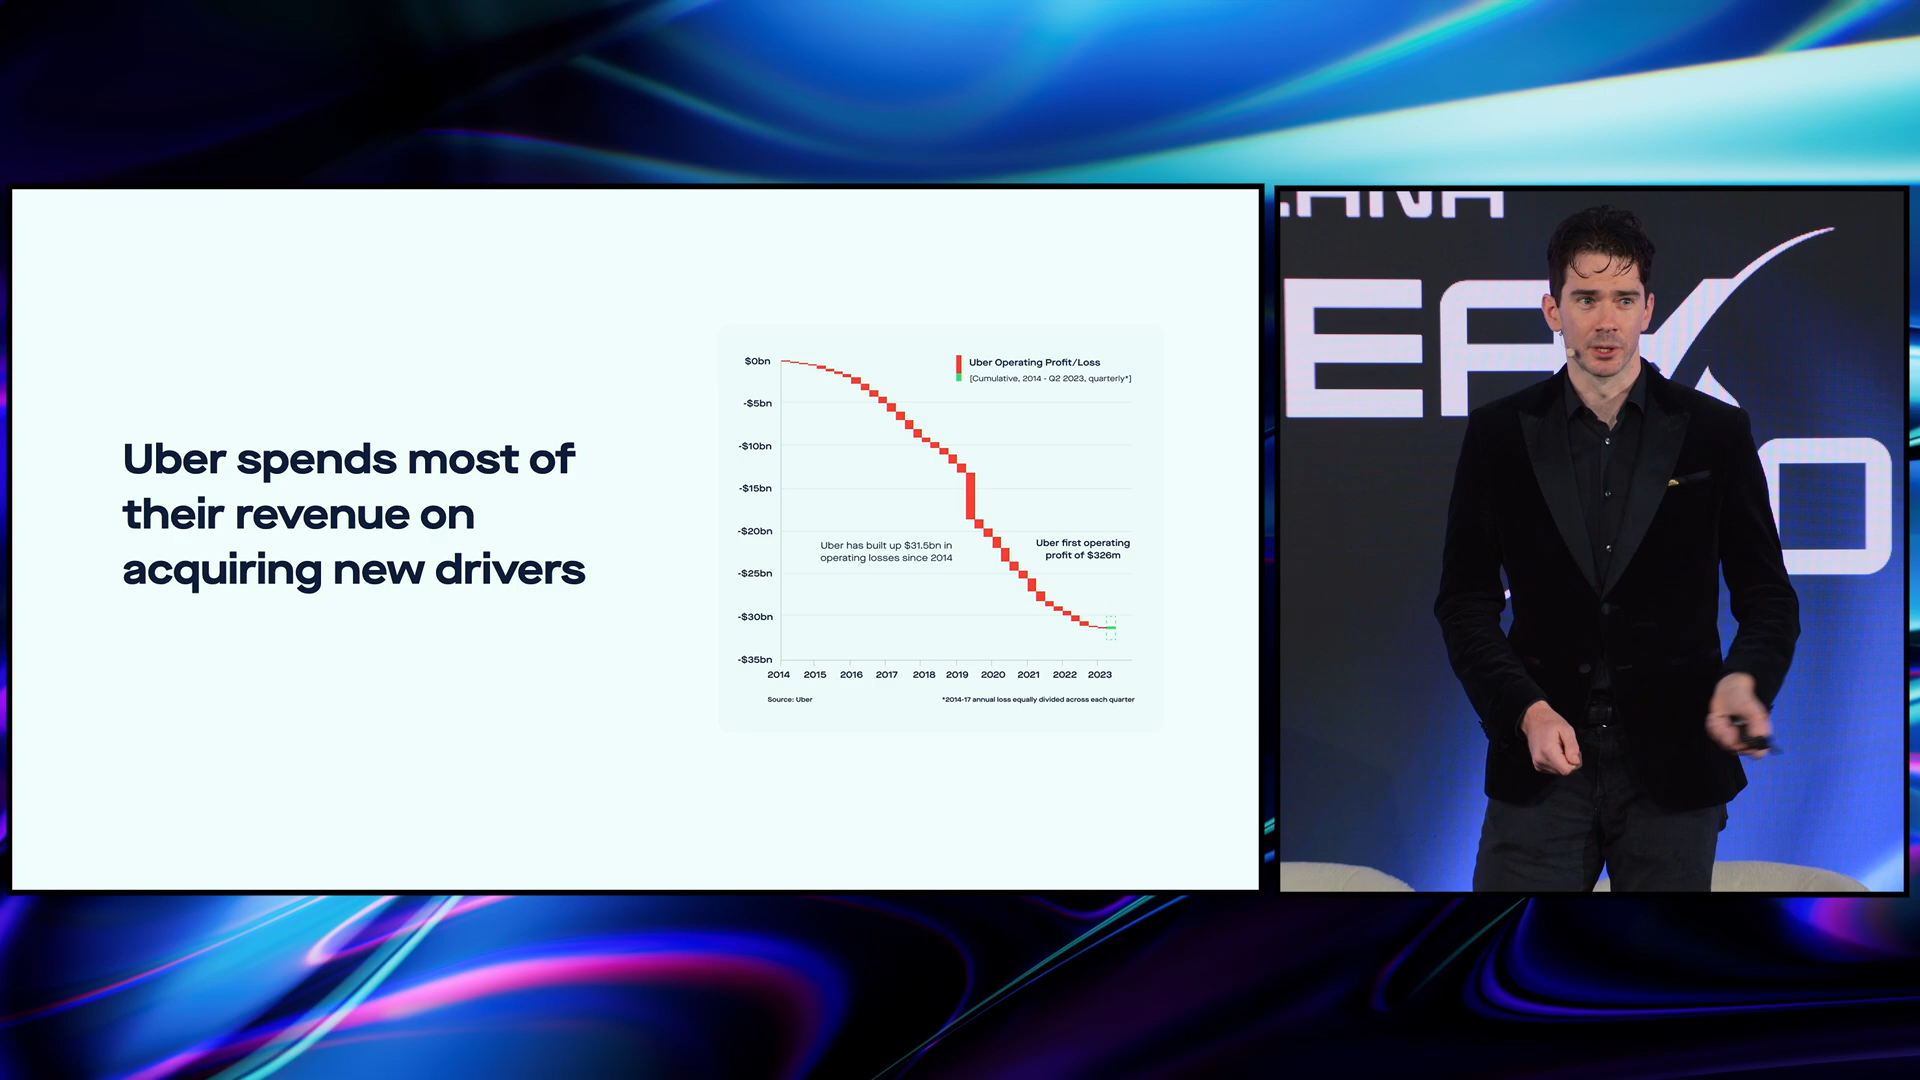 Uber spends most of
their revenue on
acquiring new drivers
Uber Operating Profit/Loss
[Cumulative, 2014 - Q2 2023, quarterly*]
$0bn
-$5bn
-$10bn
-$15bn
-$20bn
-$25bn
-$30bn
-$35bn
Uber has built up $31.5bn in
operating losses since 2014
Uber first operating
profit of $326m
2014 2015 2016 2017 2018 2019 2020 2021 2022 2023
Source: Uber
*2014-17 annual loss equally divided across each quarter